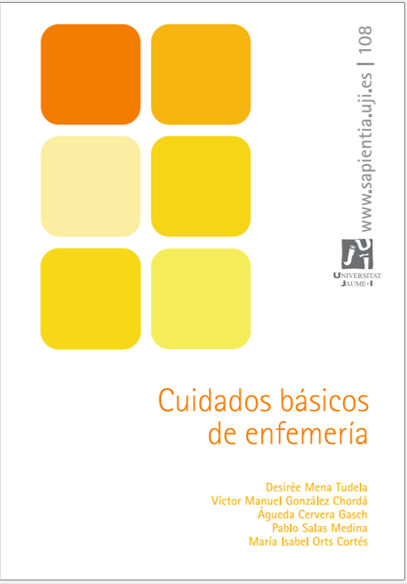 www.sapientia.uji.es | 108
UNIVERSITAT
JAUME·I
Cuidados básicos
de enfemería
Desirée Mena Tudela
Víctor Manuel González Chordá
Águeda Cervera Gasch
Pablo Salas Medina
María Isabel Orts Cortés